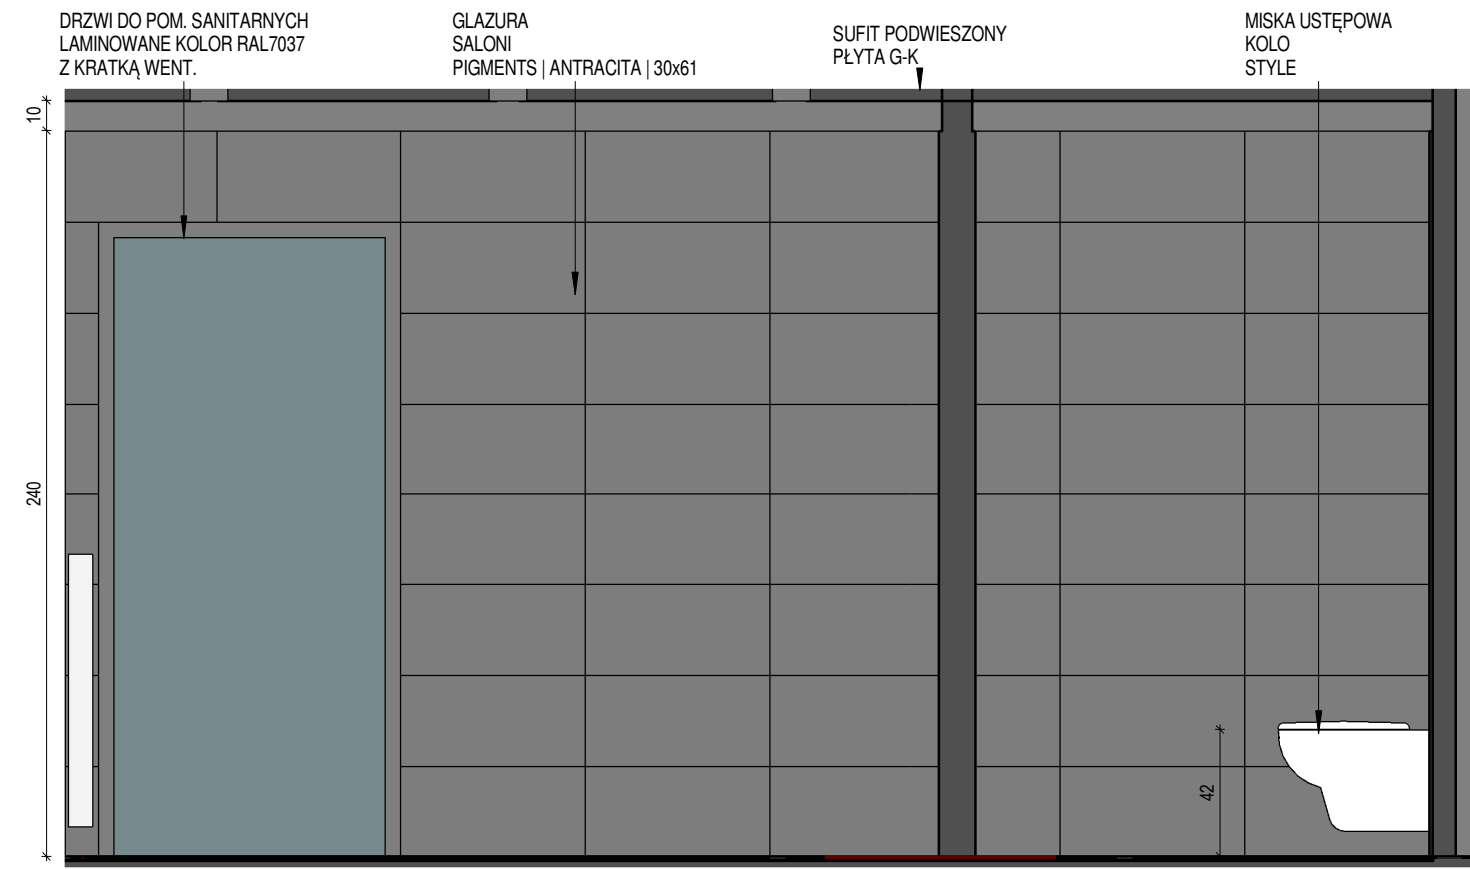 DRZWI DO POM. SANITARNYCH
LAMINOWANE KOLOR RAL7037
Z KRATKĄ WENT.
GLAZURA
SALONI
PIGMENTS | ANTRACITA | 30x61
SUFIT PODWIESZONY
PŁYTA G-K
MISKA USTĘPOWA
KOLO
STYLE
10
240
42